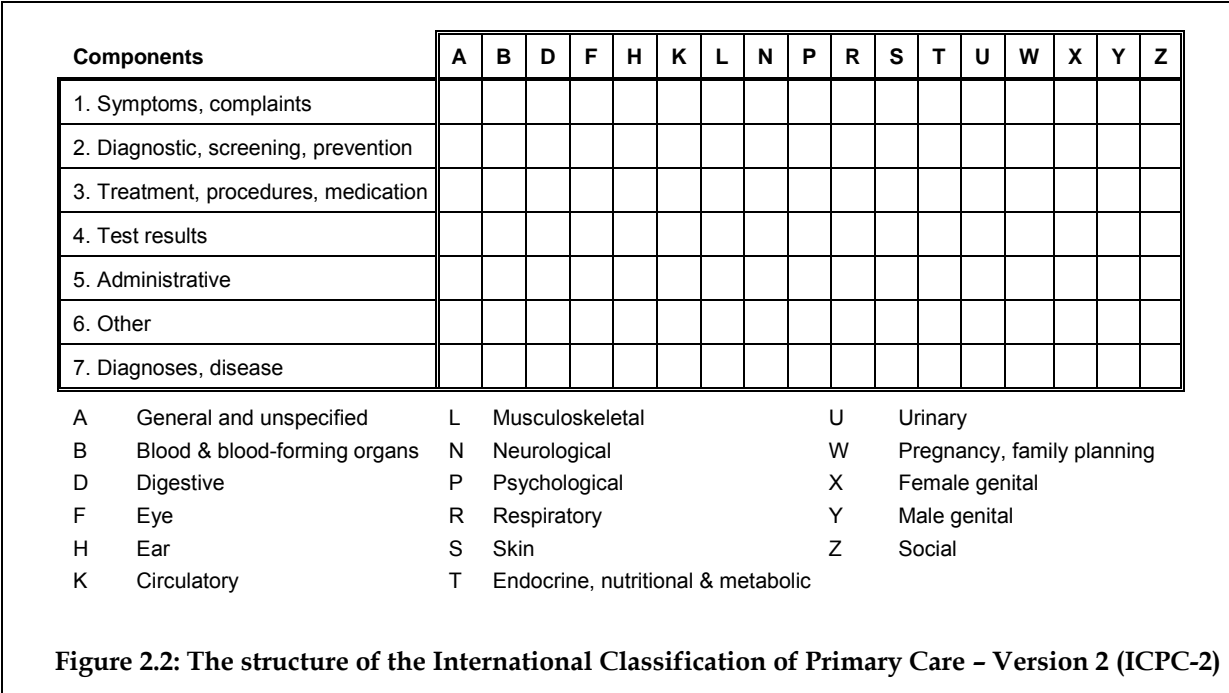 Components A B D F H K L N P R S T U W X Y Z
1. Symptoms, complaints
2. Diagnostic, screening, prevention
3. Treatment, procedures, medication
4. Test results
5. Administrative
6. Other
7. Diagnoses, disease
A General and unspecified L Musculoskeletal U Urinary
B Blood & blood-forming organs N Neurological W Pregnancy, family planning
D Digestive P Psychological X Female genital
F Eye R Respiratory Y Male genital
H Ear S Skin Z Social
K Circulatory T Endocrine, nutritional & metabolic
Figure 2.2: The structure of the International Classification of Primary Care – Version 2 (ICPC-2)